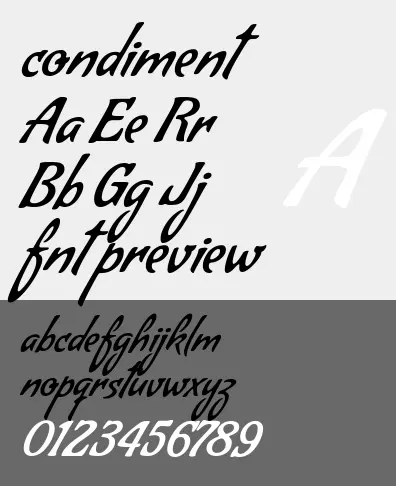 condiment
Aa Ee Rr
Bb Gg Jj
A
fnt preview
abcdefghijklm
nopqrstuvwxyz
0123456789